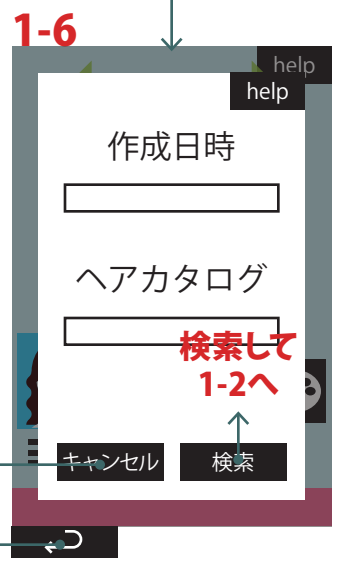 1-6
help
help
作成日時
ヘアカタログ
検索して
1-2へ
キャンセル
検索